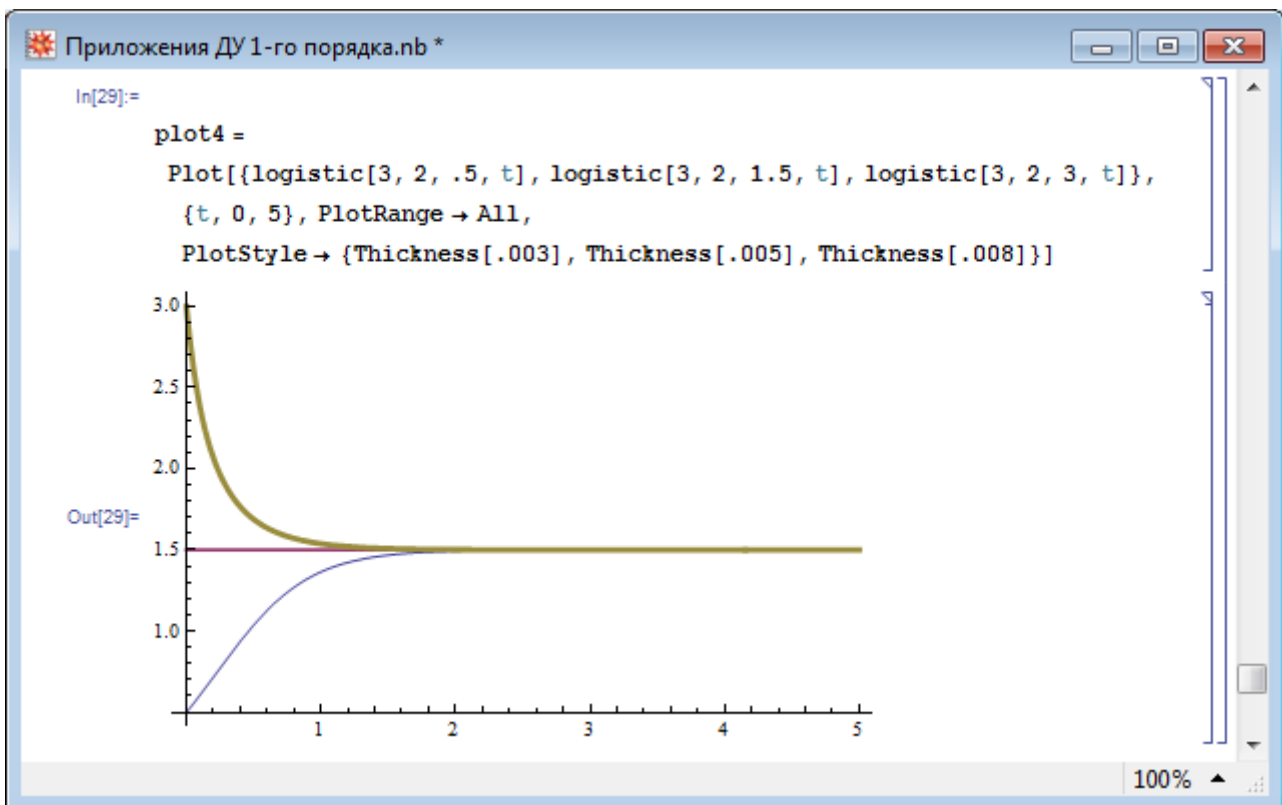 Приложения ДУ 1-го порядка.nb *
In[29]:=
plot4 =
Plot[{logistic[3, 2, .5, t], logistic[3, 2, 1.5, t], logistic[3, 2, 3, t]},
{t, 0, 5}, PlotRange → All,
PlotStyle → {Thickness[.003], Thickness[.005], Thickness[.008]}]
3.0
2.5
2.0
Out[29]=
1.5
1.0
1 2 3 4 5
100%